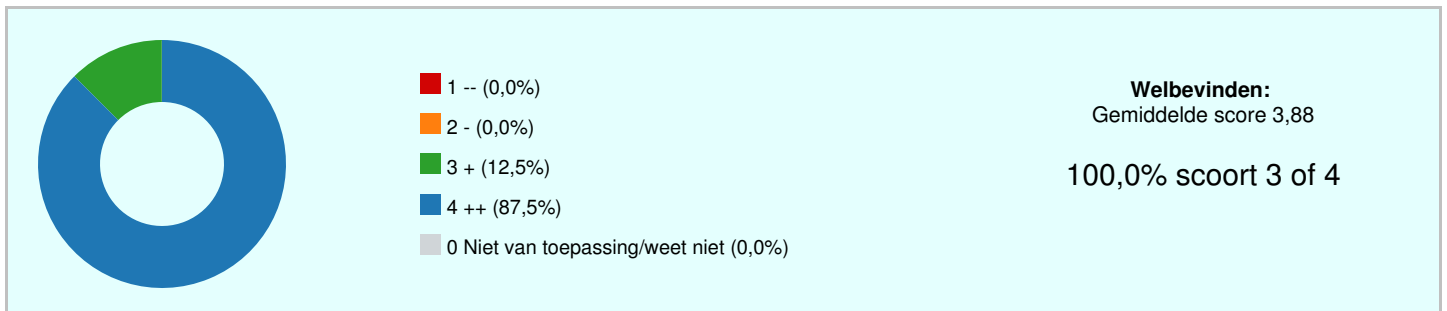 1 -- (0,0%)
2 - (0,0%)
3 + (12,5%)
4 ++ (87,5%)
0 Niet van toepassing/weet niet (0,0%)
Welbevinden:
Gemiddelde score 3,88
100,0% scoort 3 of 4